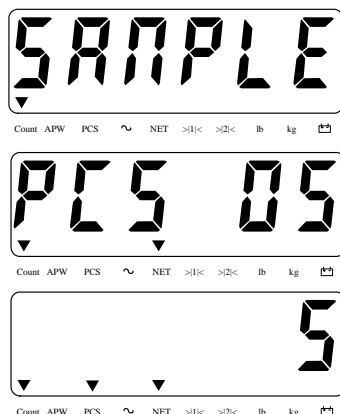 SAMPLE
Count APW PCS ~ NET >|1|< >|2|< lb kg
PCS 05
Count APW PCS ~ NET >|1|< >|2|< lb kg
5
Count APW PCS ~ NET >|1|< >|2|< lb kg